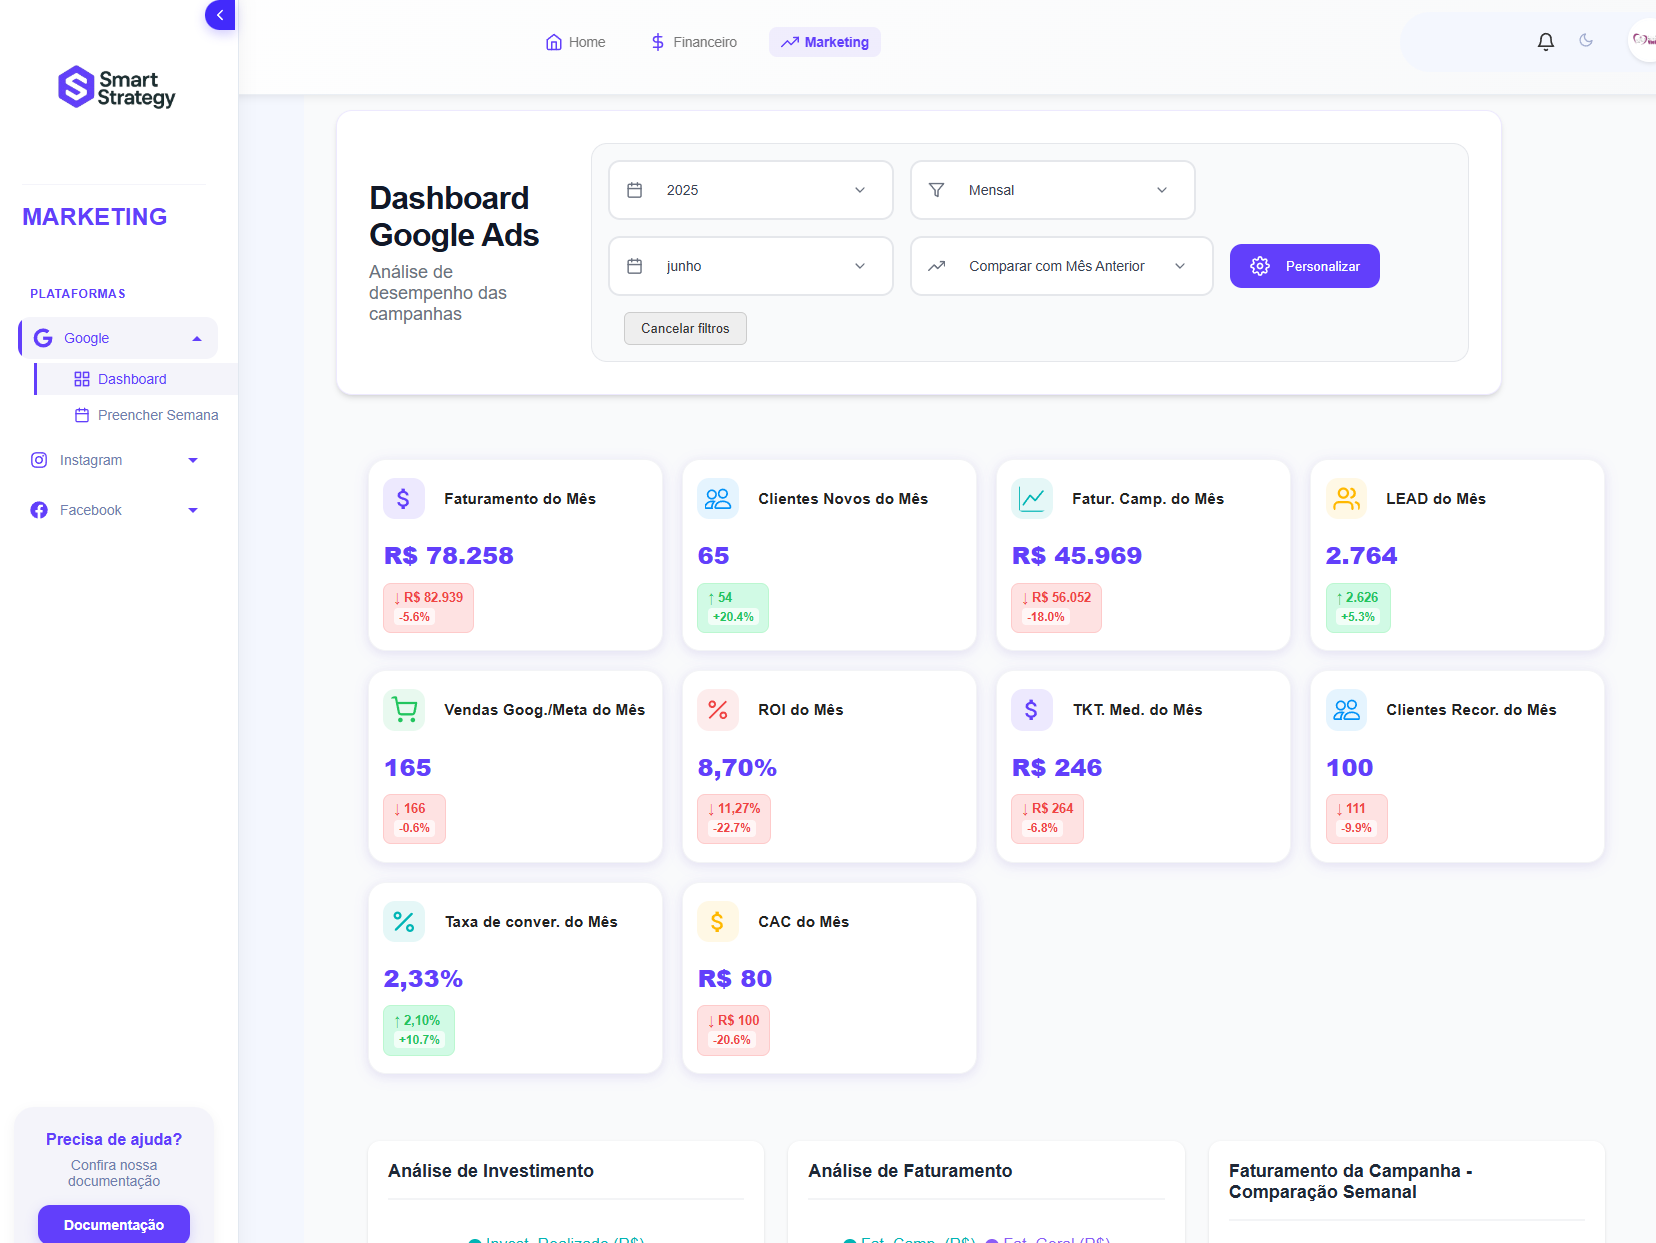 Smart
Strategy
Home
Financeiro
Marketing
MARKETING
PLATAFORMAS
Google
Dashboard
Preencher Semana
Instagram
Facebook
Precisa de ajuda?
Confira nossa
documentação
Documentação
Dashboard
Google Ads
Análise de
desempenho das
campanhas
2025
Mensal
junho
Comparar com Mês Anterior
Personalizar
Cancelar filtros
Faturamento do Mês
R$ 78.258
↓ R$ 82.939
-5.6%
Clientes Novos do Mês
65
↑ 54
+20.4%
Fatur. Camp. do Mês
R$ 45.969
↓ R$ 56.052
-18.0%
LEAD do Mês
2.764
↑ 2.626
+5.3%
Vendas Goog./Meta do Mês
165
↓ 166
-0.6%
ROI do Mês
8,70%
↓ 11,27%
-22.7%
TKT. Med. do Mês
R$ 246
↓ R$ 264
-6.8%
Clientes Recor. do Mês
100
↓ 111
-9.9%
Taxa de conver. do Mês
2,33%
↑ 2,10%
+10.7%
CAC do Mês
R$ 80
↓ R$ 100
-20.6%
Análise de Investimento
Invest. Realizado (R$)
Análise de Faturamento
Fat. Camp. (R$) Fat. Geral (R$)
Faturamento da Campanha -
Comparação Semanal